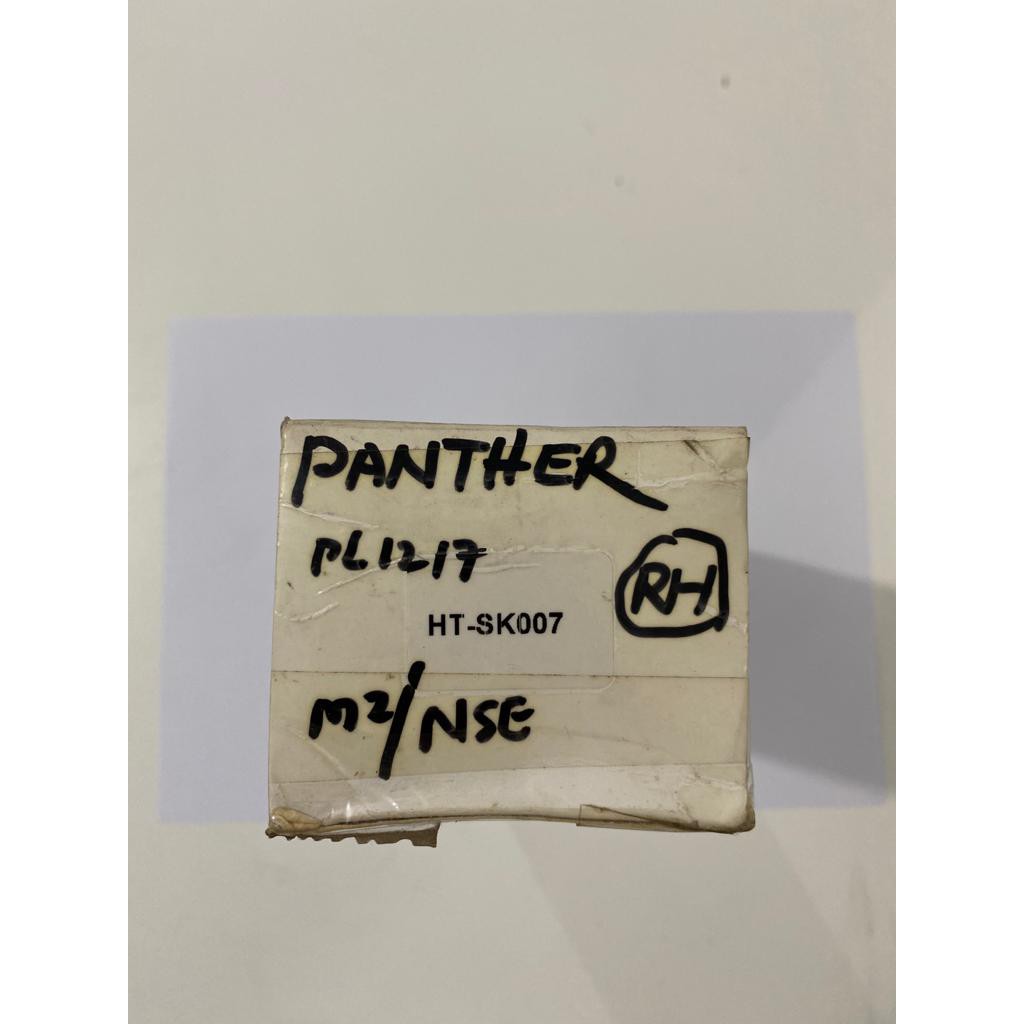 PANTHER
PL1217
RH
HT-SK007
M2/NSE